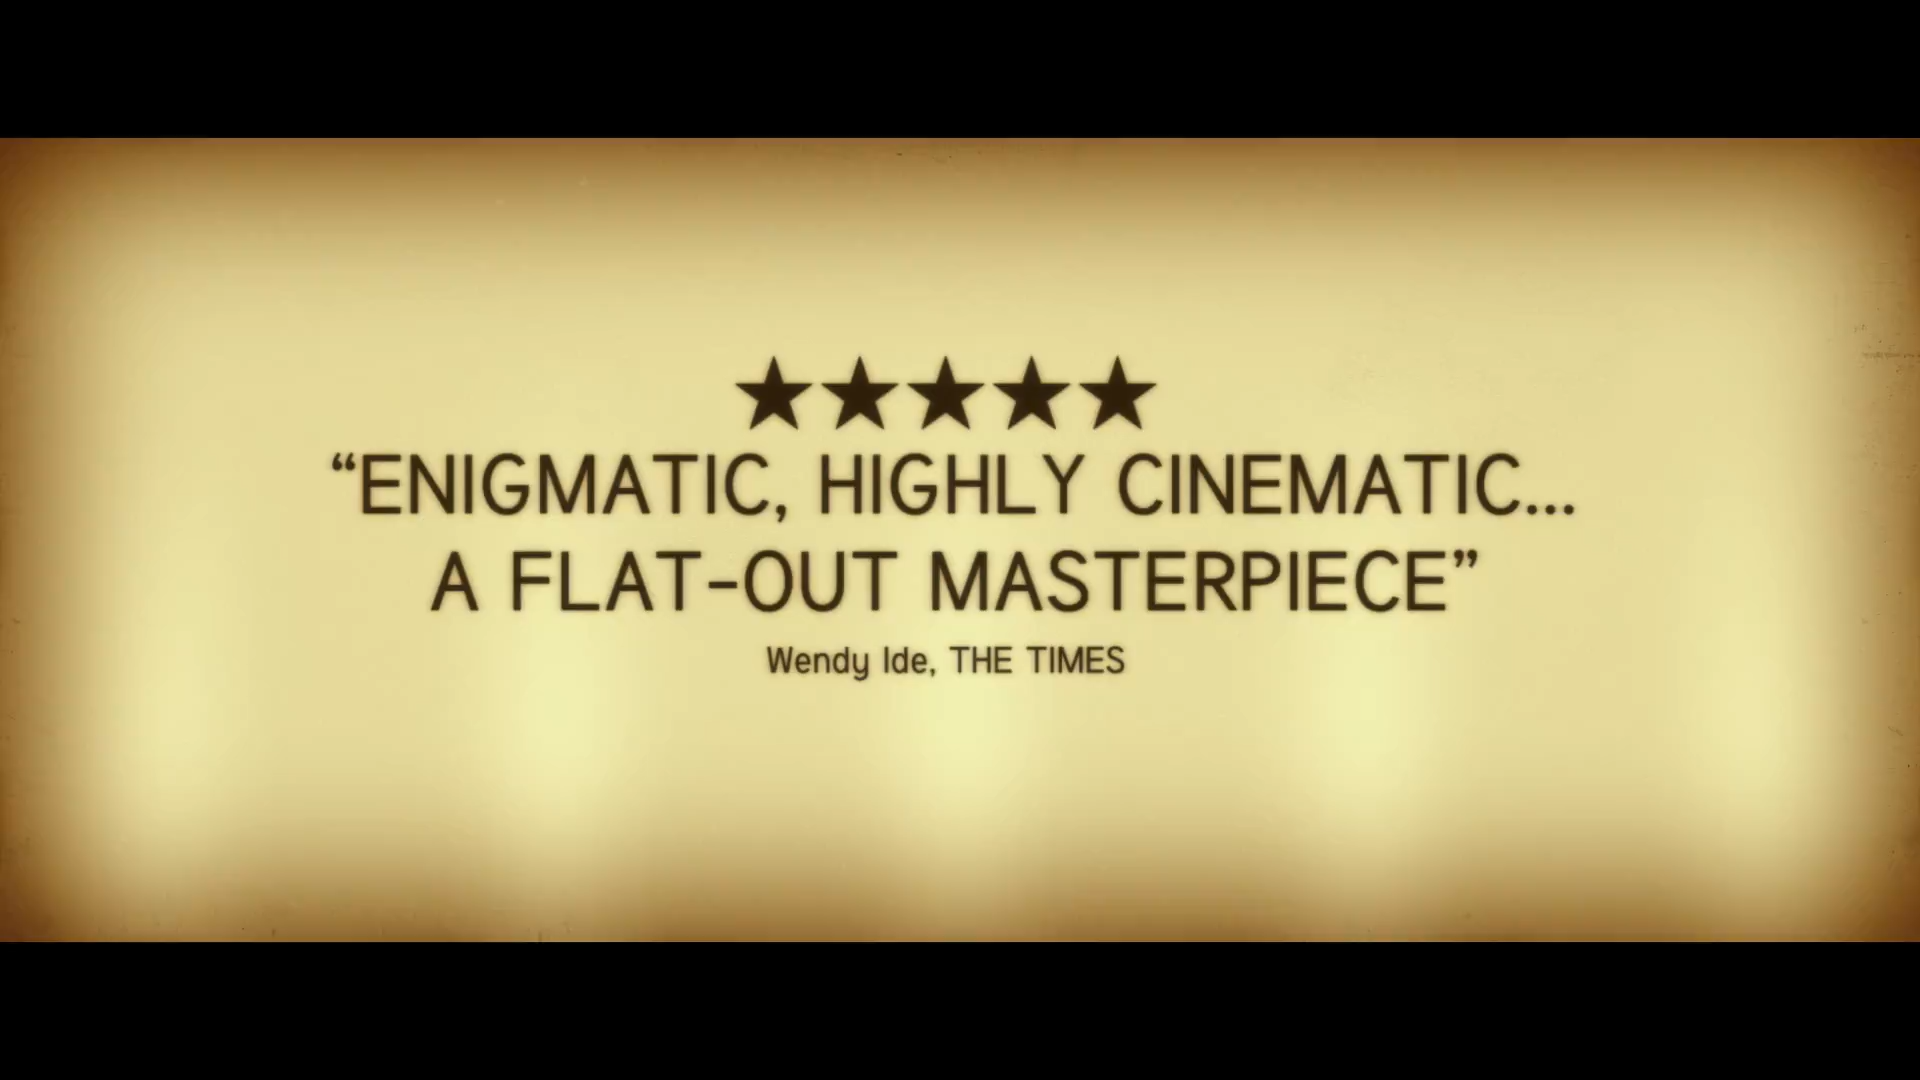 ★★★★★
“ENIGMATIC, HIGHLY CINEMATIC...
A FLAT-OUT MASTERPIECE”
Wendy Ide, THE TIMES